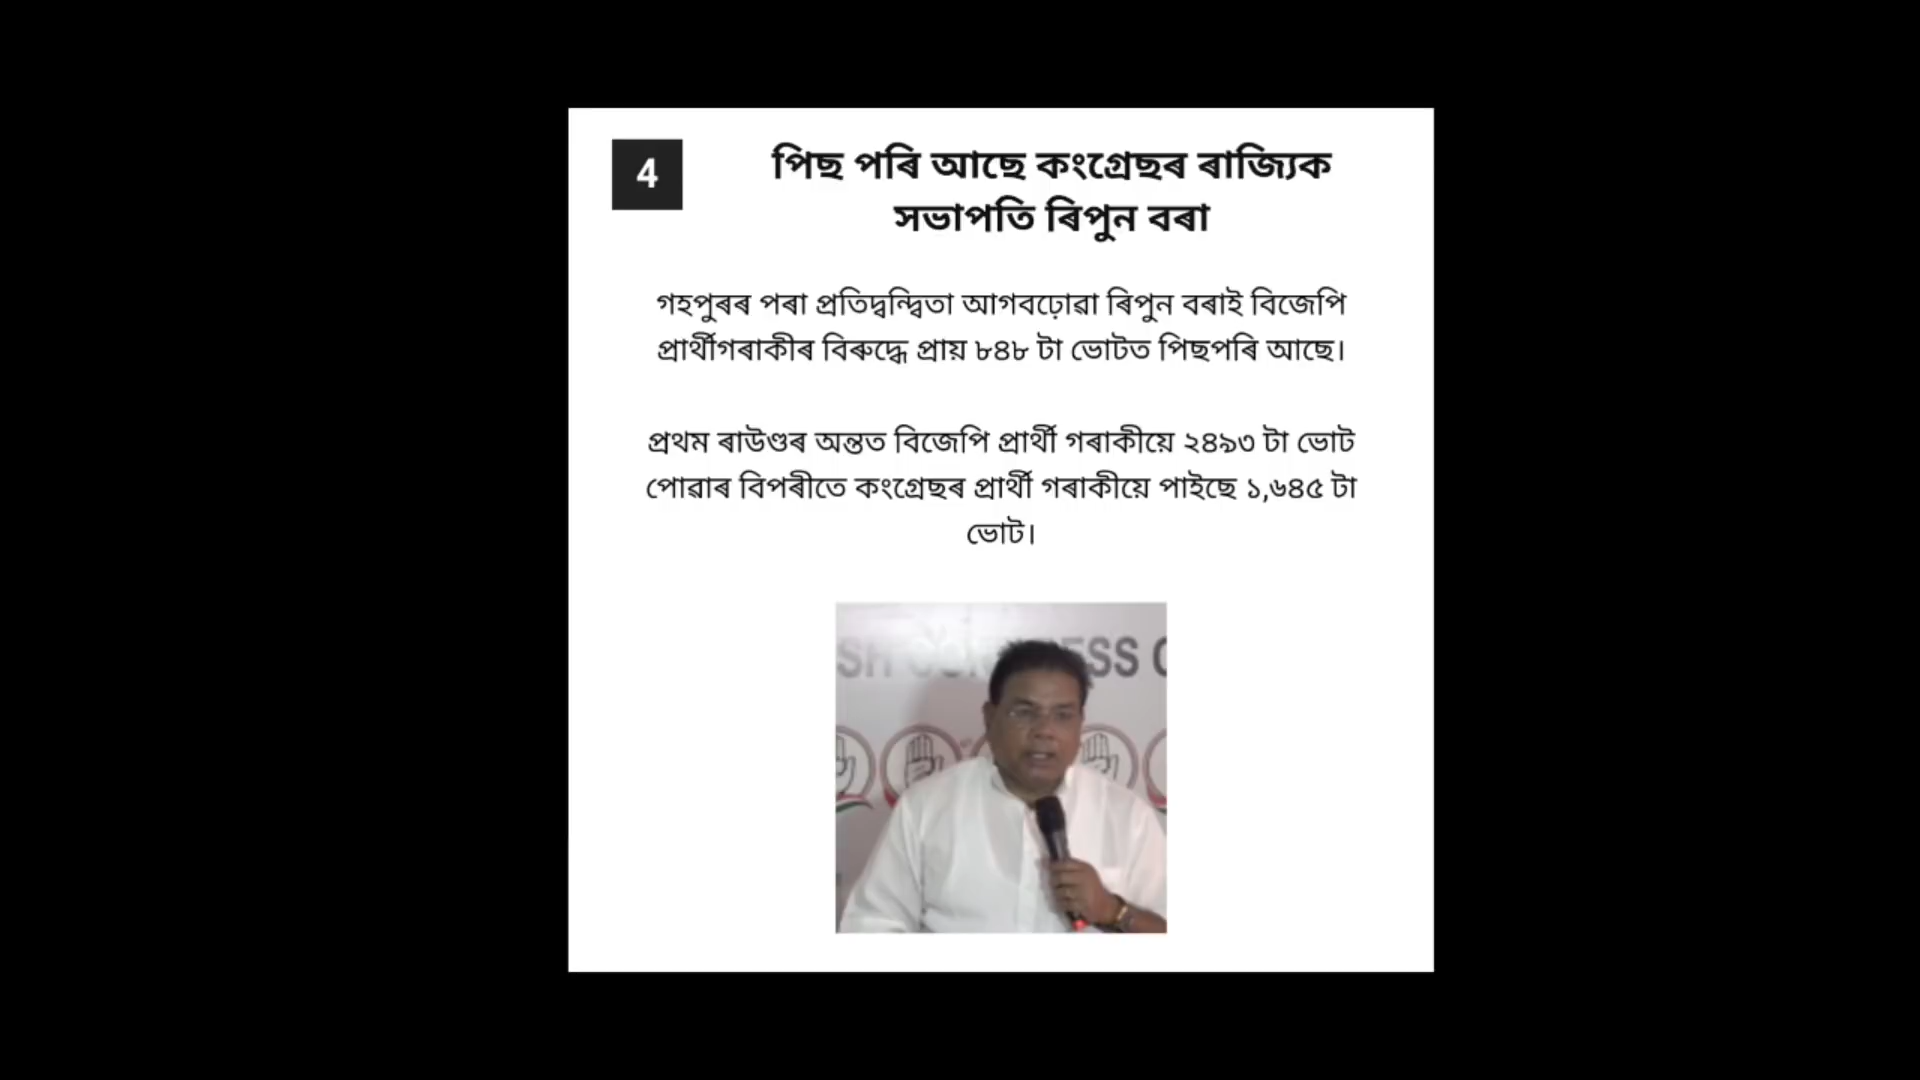 4
পিছ পৰি আছে কংগ্ৰেছৰ ৰাজ্যিক
সভাপতি ৰিপুন বৰা
গহপুৰৰ পৰা প্ৰতিদ্বন্দ্বিতা আগবঢ়োৱা ৰিপুন বৰাই বিজেপি
প্ৰাৰ্থীগৰাকীৰ বিৰুদ্ধে প্ৰায় ৮৪৮ টা ভোটত পিছপৰি আছে।
প্ৰথম ৰাউণ্ডৰ অন্তত বিজেপি প্ৰাৰ্থী গৰাকীয়ে ২৪৯৩ টা ভোট
পোৱাৰ বিপৰীতে কংগ্ৰেছৰ প্ৰাৰ্থী গৰাকীয়ে পাইছে ১,৬৪৫ টা
ভোট।